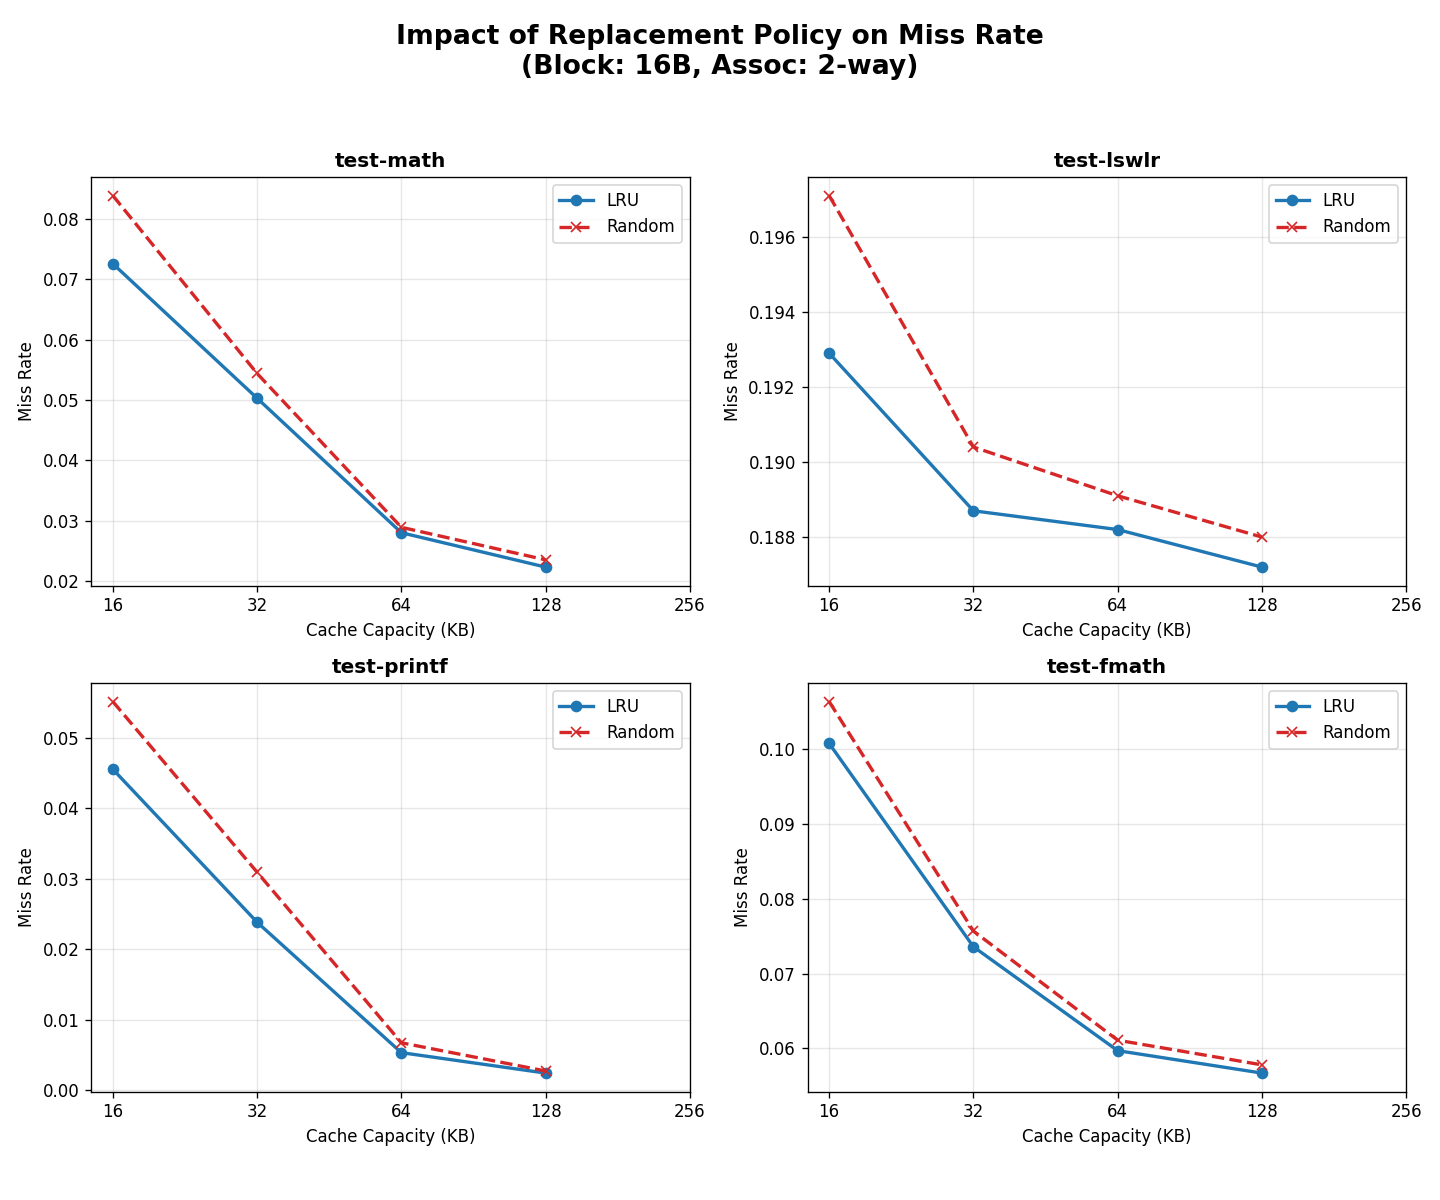 Impact of Replacement Policy on Miss Rate
(Block: 16B, Assoc: 2-way)
test-math
LRU
Random
0.08
0.07
0.06
0.05
0.04
0.03
0.02
Miss Rate
16 32 64 128 256
Cache Capacity (KB)
test-lswlr
LRU
Random
0.196
0.194
0.192
0.190
0.188
Miss Rate
16 32 64 128 256
Cache Capacity (KB)
test-printf
LRU
Random
0.05
0.04
0.03
0.02
0.01
0.00
Miss Rate
16 32 64 128 256
Cache Capacity (KB)
test-fmath
LRU
Random
0.10
0.09
0.08
0.07
0.06
Miss Rate
16 32 64 128 256
Cache Capacity (KB)